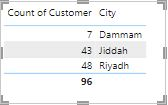 Count of Customer City
7 Dammam
43 Jiddah
48 Riyadh
96